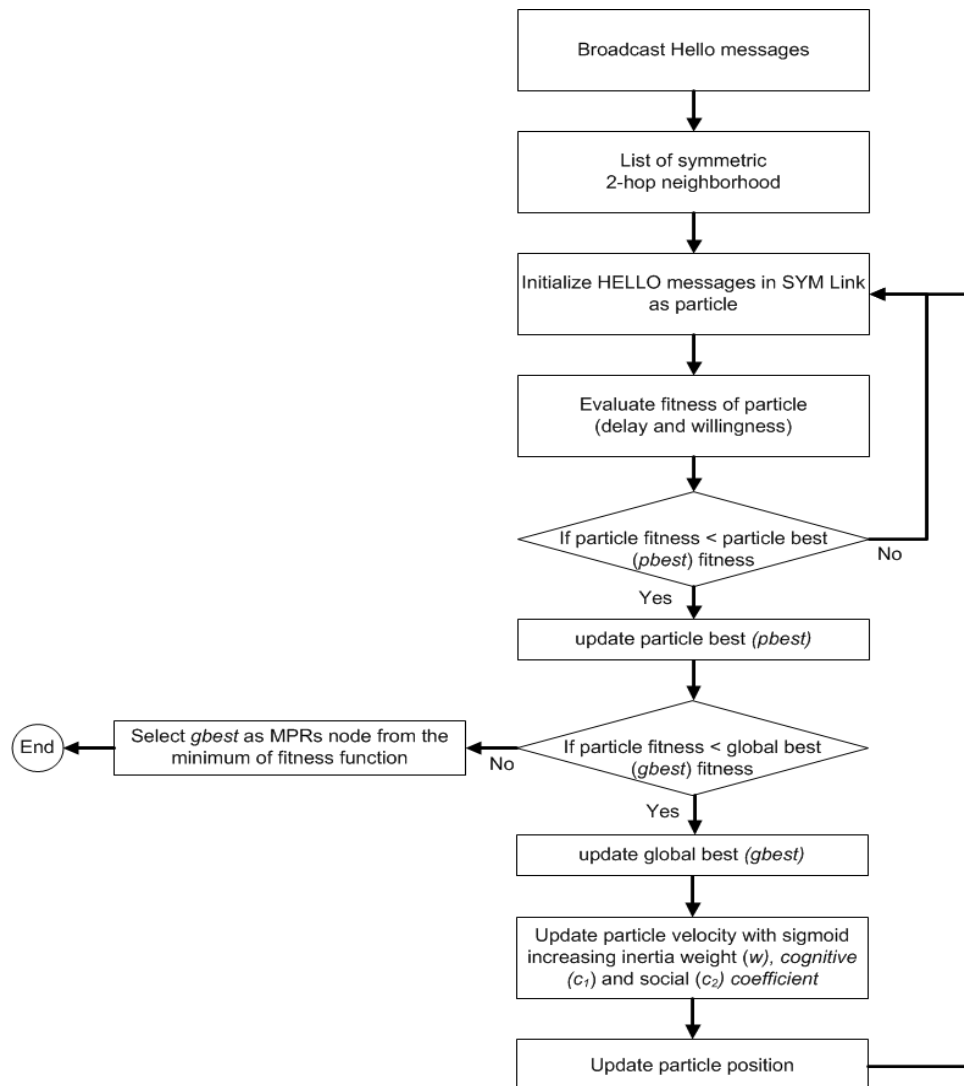 Broadcast Hello messages
List of symmetric
2-hop neighborhood
Initialize HELLO messages in SYM Link
as particle
Evaluate fitness of particle
(delay and willingness)
If particle fitness < particle best
(pbest) fitness
No
Yes
update particle best (pbest)
If particle fitness < global best
(gbest) fitness
No
Select gbest as MPRs node from the
minimum of fitness function
End
Yes
update global best (gbest)
Update particle velocity with sigmoid
increasing inertia weight (w), cognitive
(c₁) and social (c₂) coefficient
Update particle position